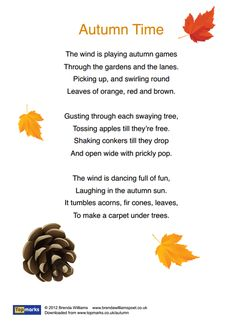 Autumn Time
The wind is playing autumn games
Through the gardens and the lanes.
Picking up, and swirling round
Leaves of orange, red and brown.
Gusting through each swaying tree,
Tossing apples till they're free.
Shaking conkers till they drop
And open wide with prickly pop.
The wind is dancing full of fun,
Laughing in the autumn sun.
It tumbles acorns, fir cones, leaves,
To make a carpet under trees.
Topmarks
© 2012 Brenda Williams www.brendawilliamspoet.co.uk
Downloaded from www.topmarks.co.uk/autumn